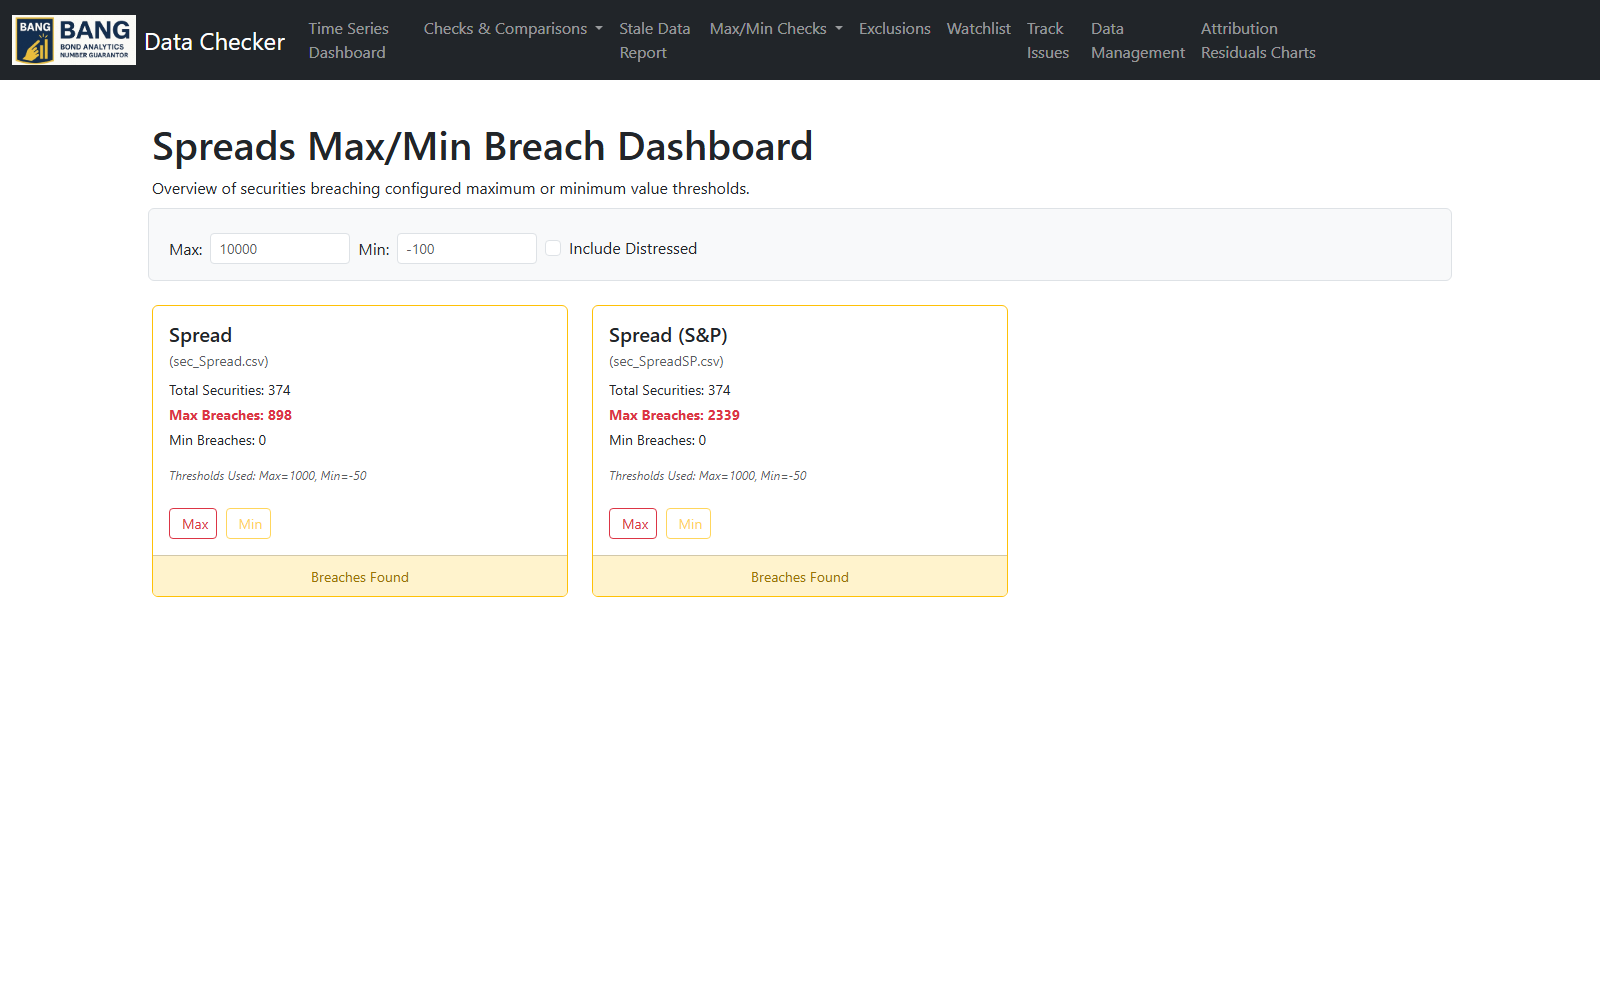 BANG
BANG
BOND ANALYTICS
NUMBER GUARANTOR
Data Checker
Time Series
Dashboard
Checks & Comparisons
Stale Data
Report
Max/Min Checks
Exclusions
Watchlist
Track
Issues
Data
Management
Attribution
Residuals Charts
Spreads Max/Min Breach Dashboard
Overview of securities breaching configured maximum or minimum value thresholds.
Max: 10000 Min: -100 Include Distressed
Spread
(sec_Spread.csv)
Total Securities: 374
Max Breaches: 898
Min Breaches: 0
Thresholds Used: Max=1000, Min=-50
Max Min
Breaches Found
Spread (S&P)
(sec_SpreadSP.csv)
Total Securities: 374
Max Breaches: 2339
Min Breaches: 0
Thresholds Used: Max=1000, Min=-50
Max Min
Breaches Found